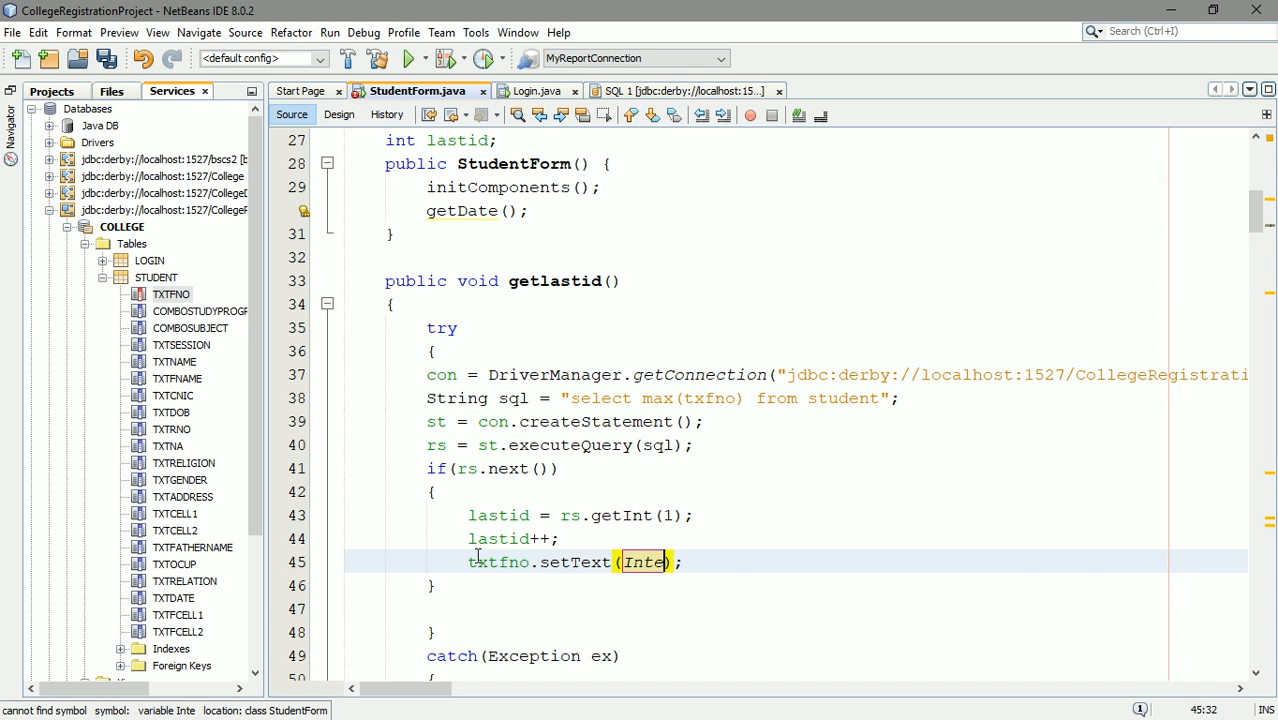 CollegeRegistrationProject - NetBeans IDE 8.0.2
File Edit Format Preview View Navigate Source Refactor Run Debug Profile Team Tools Window Help
Search (Ctrl+I)
<default config>
MyReportConnection
Projects Files Services
Start Page StudentForm.java Login.java SQL 1 [jdbc:derby://localhost:15...]
Navigator
Source Design History
Databases
Java DB
Drivers
jdbc:derby://localhost:1527/bscs2 [b
jdbc:derby://localhost:1527/College
jdbc:derby://localhost:1527/CollegeD
jdbc:derby://localhost:1527/CollegeR
COLLEGE
Tables
LOGIN
STUDENT
TXTFNO
COMBOSTUDYPROGR
COMBOSUBJECT
TXTSESSION
TXTNAME
TXTFNAME
TXTCNIC
TXTDOB
TXTRNO
TXTNA
TXTRELIGION
TXTGENDER
TXTADDRESS
TXTCELL1
TXTCELL2
TXTFATHERNAME
TXTOCUP
TXTRELATION
TXTDATE
TXTFCELL1
TXTFCELL2
Indexes
Foreign Keys
27 int lastid;
28 public StudentForm() {
29 initComponents();
getDate();
31 }
32
33 public void getlastid()
34 {
35 try
36 {
37 con = DriverManager.getConnection("jdbc:derby://localhost:1527/CollegeRegistrati
38 String sql = "select max(txfno) from student";
39 st = con.createStatement();
40 rs = st.executeQuery(sql);
41 if(rs.next())
42 {
43 lastid = rs.getInt(1);
44 lastid++;
45 txtfno.setText(Inte);
46 }
47
48 }
49 catch(Exception ex)
50 {
cannot find symbol symbol: variable Inte location: class StudentForm
1
45:32 INS